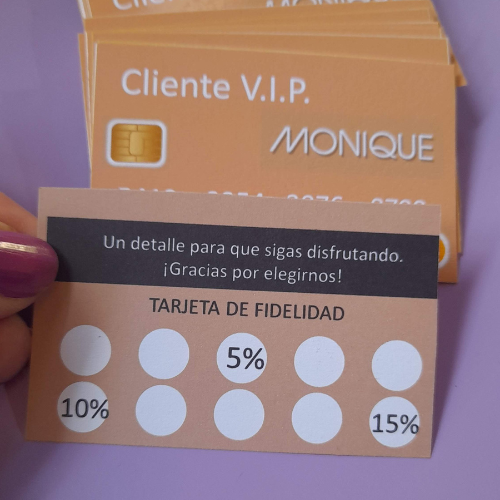 Cliente V.I.P.
MONIQUE
Un detalle para que sigas disfrutando.
¡Gracias por elegirnos!
TARJETA DE FIDELIDAD
5%
10%
15%